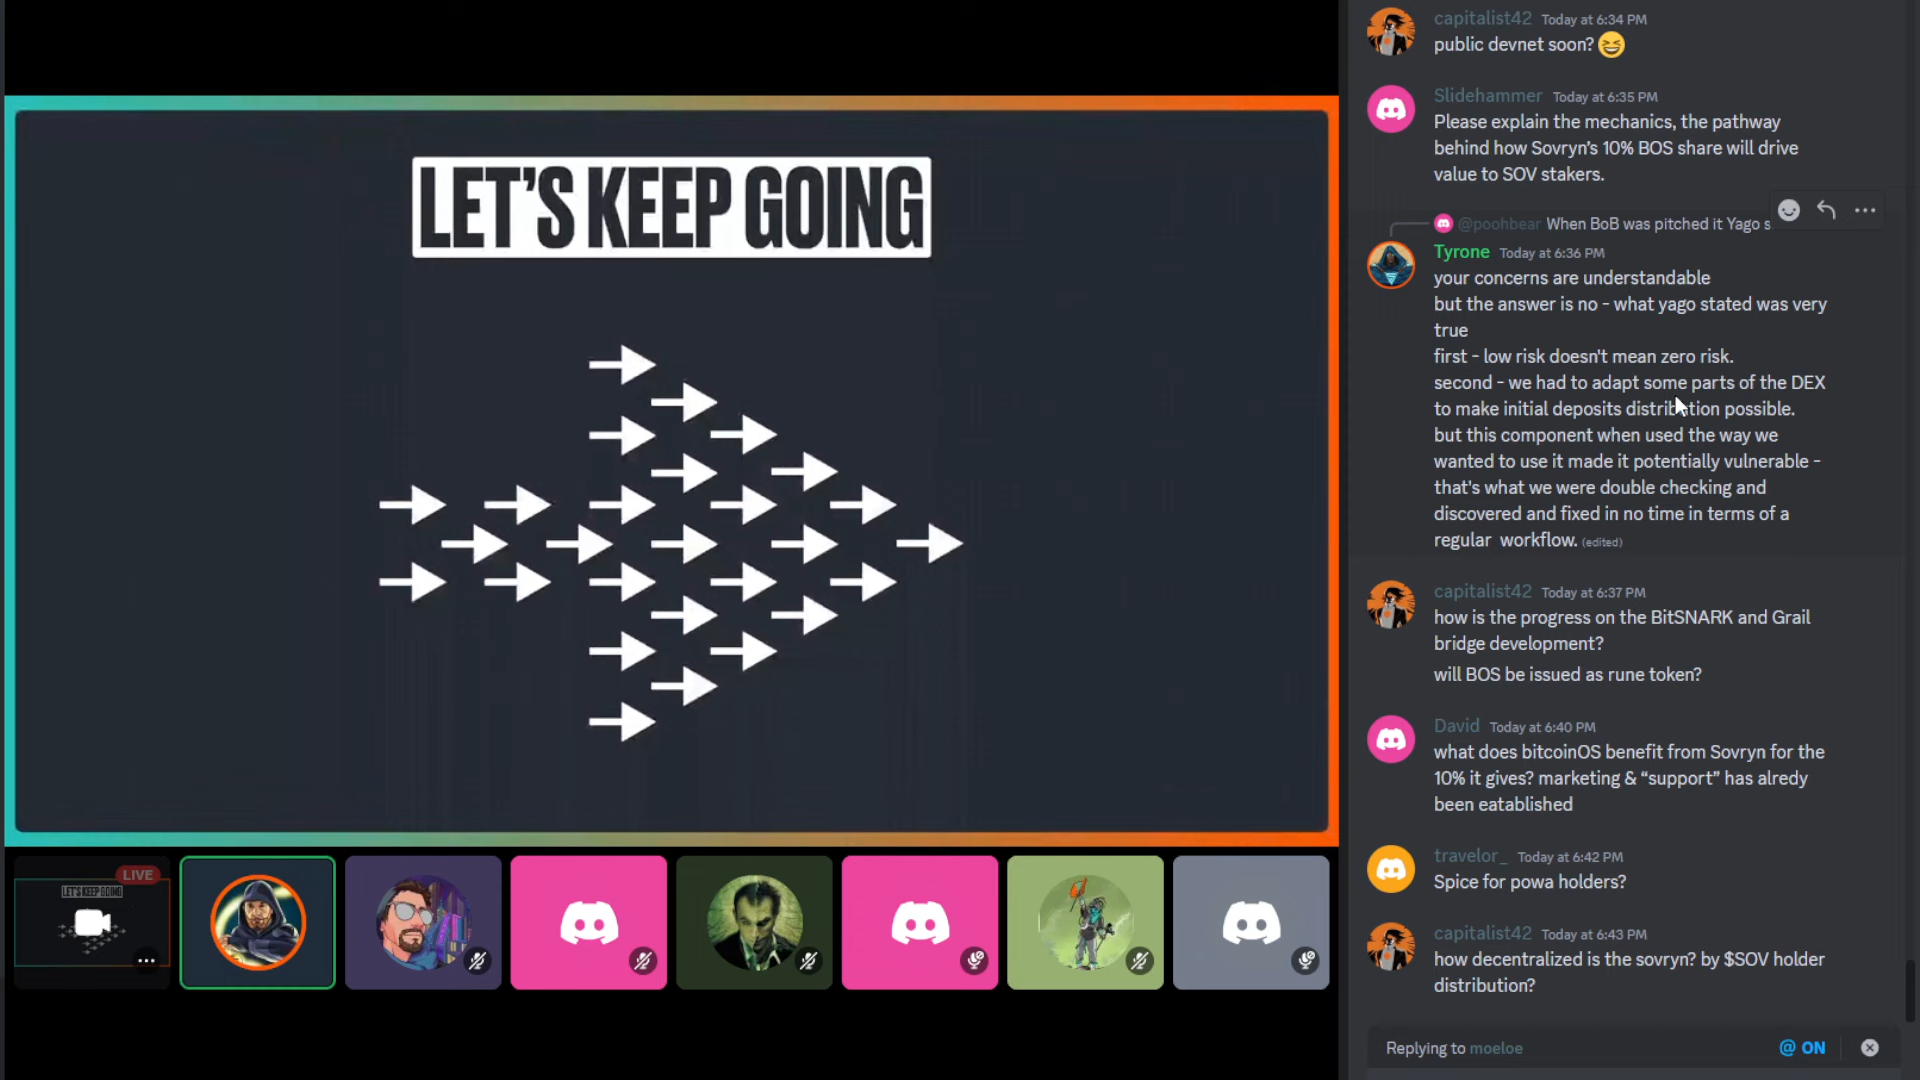 LET'S KEEP GOING
LIVE
LET'S KEEP GOING
capitalist42 Today at 6:34 PM
public devnet soon?
Slidehammer Today at 6:35 PM
Please explain the mechanics, the pathway
behind how Sovryn's 10% BOS share will drive
value to SOV stakers.
@poohbear When BoB was pitched it Yago s
Tyrone Today at 6:36 PM
your concerns are understandable
but the answer is no - what yago stated was very
true
first - low risk doesn't mean zero risk.
second - we had to adapt some parts of the DEX
to make initial deposits distribution possible.
but this component when used the way we
wanted to use it made it potentially vulnerable -
that's what we were double checking and
discovered and fixed in no time in terms of a
regular workflow. (edited)
capitalist42 Today at 6:37 PM
how is the progress on the BitSNARK and Grail
bridge development?
will BOS be issued as rune token?
David Today at 6:40 PM
what does bitcoinOS benefit from Sovryn for the
10% it gives? marketing & “support” has alredy
been eatablished
travelor_ Today at 6:42 PM
Spice for powa holders?
capitalist42 Today at 6:43 PM
how decentralized is the sovryn? by $SOV holder
distribution?
Replying to moeloe @ ON